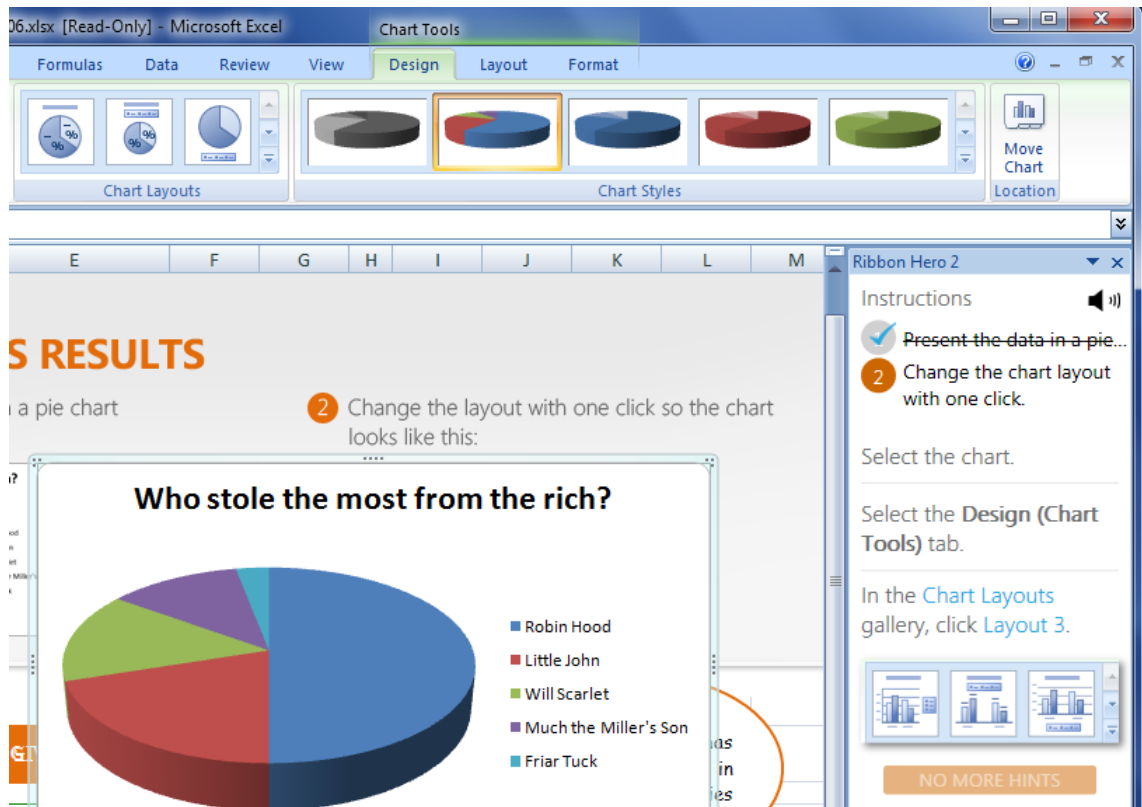 06.xlsx [Read-Only] - Microsoft Excel
Chart Tools
Formulas Data Review View Design Layout Format
% %
% %
Move
Chart
Chart Layouts
Chart Styles
Location
E F G H I J K L M
Ribbon Hero 2
Instructions
Present the data in a pie...
2 Change the chart layout
with one click.
Select the chart.
Select the Design (Chart
Tools) tab.
In the Chart Layouts
gallery, click Layout 3.
NO MORE HINTS
S RESULTS
a pie chart
2 Change the layout with one click so the chart
looks like this:
?
Who stole the most from the rich?
Robin Hood
Little John
Will Scarlet
Much the Miller's Son
Friar Tuck
as
in
ies